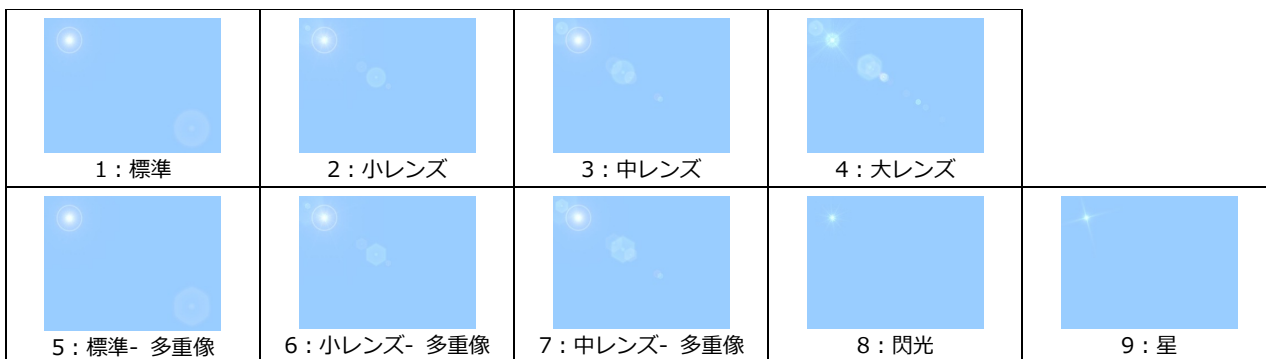 1：標準
2：小レンズ
3：中レンズ
4：大レンズ
5：標準- 多重像
6：小レンズ- 多重像
7：中レンズ- 多重像
8：閃光
9：星